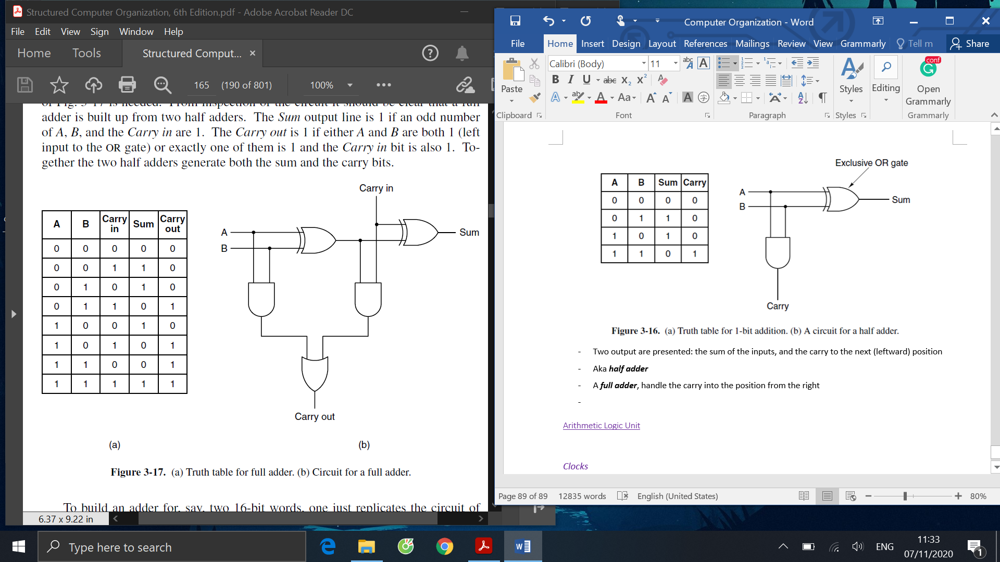 Structured Computer Organization, 6th Edition.pdf - Adobe Acrobat Reader DC
File Edit View Sign Window Help
Home Tools Structured Comput... ×
165 (190 of 801) 100%
adder is built up from two half adders. The Sum output line is 1 if an odd number
of A, B, and the Carry in are 1. The Carry out is 1 if either A and B are both 1 (left
input to the OR gate) or exactly one of them is 1 and the Carry in bit is also 1. To-
gether the two half adders generate both the sum and the carry bits.
A B Carry in Sum Carry out
0 0 0 0 0
0 0 1 1 0
0 1 0 1 0
0 1 1 0 1
1 0 0 1 0
1 0 1 0 1
1 1 0 0 1
1 1 1 1 1
Carry in
A
B
Sum
Carry out
(a) (b)
Figure 3-17. (a) Truth table for full adder. (b) Circuit for a full adder.
To build an adder for, say, two 16-bit words, one just replicates the circuit of
6.37 x 9.22 in
Computer Organization - Word
File Home Insert Design Layout References Mailings Review View Grammarly Tell m Share
Calibri (Body) 11
Paste
Styles
Editing
Open
Grammarly
conf
Clipboard Font Paragraph Styles Grammarly
A B Sum Carry
0 0 0 0
0 1 1 0
1 0 1 0
1 1 0 1
Exclusive OR gate
A
B
Sum
Carry
Figure 3-16. (a) Truth table for 1-bit addition. (b) A circuit for a half adder.
- Two output are presented: the sum of the inputs, and the carry to the next (leftward) position
- Aka half adder
- A full adder, handle the carry into the position from the right
-
Arithmetic Logic Unit
Clocks
Page 89 of 89 12835 words English (United States) 80%
Type here to search
ENG
11:33
07/11/2020
1